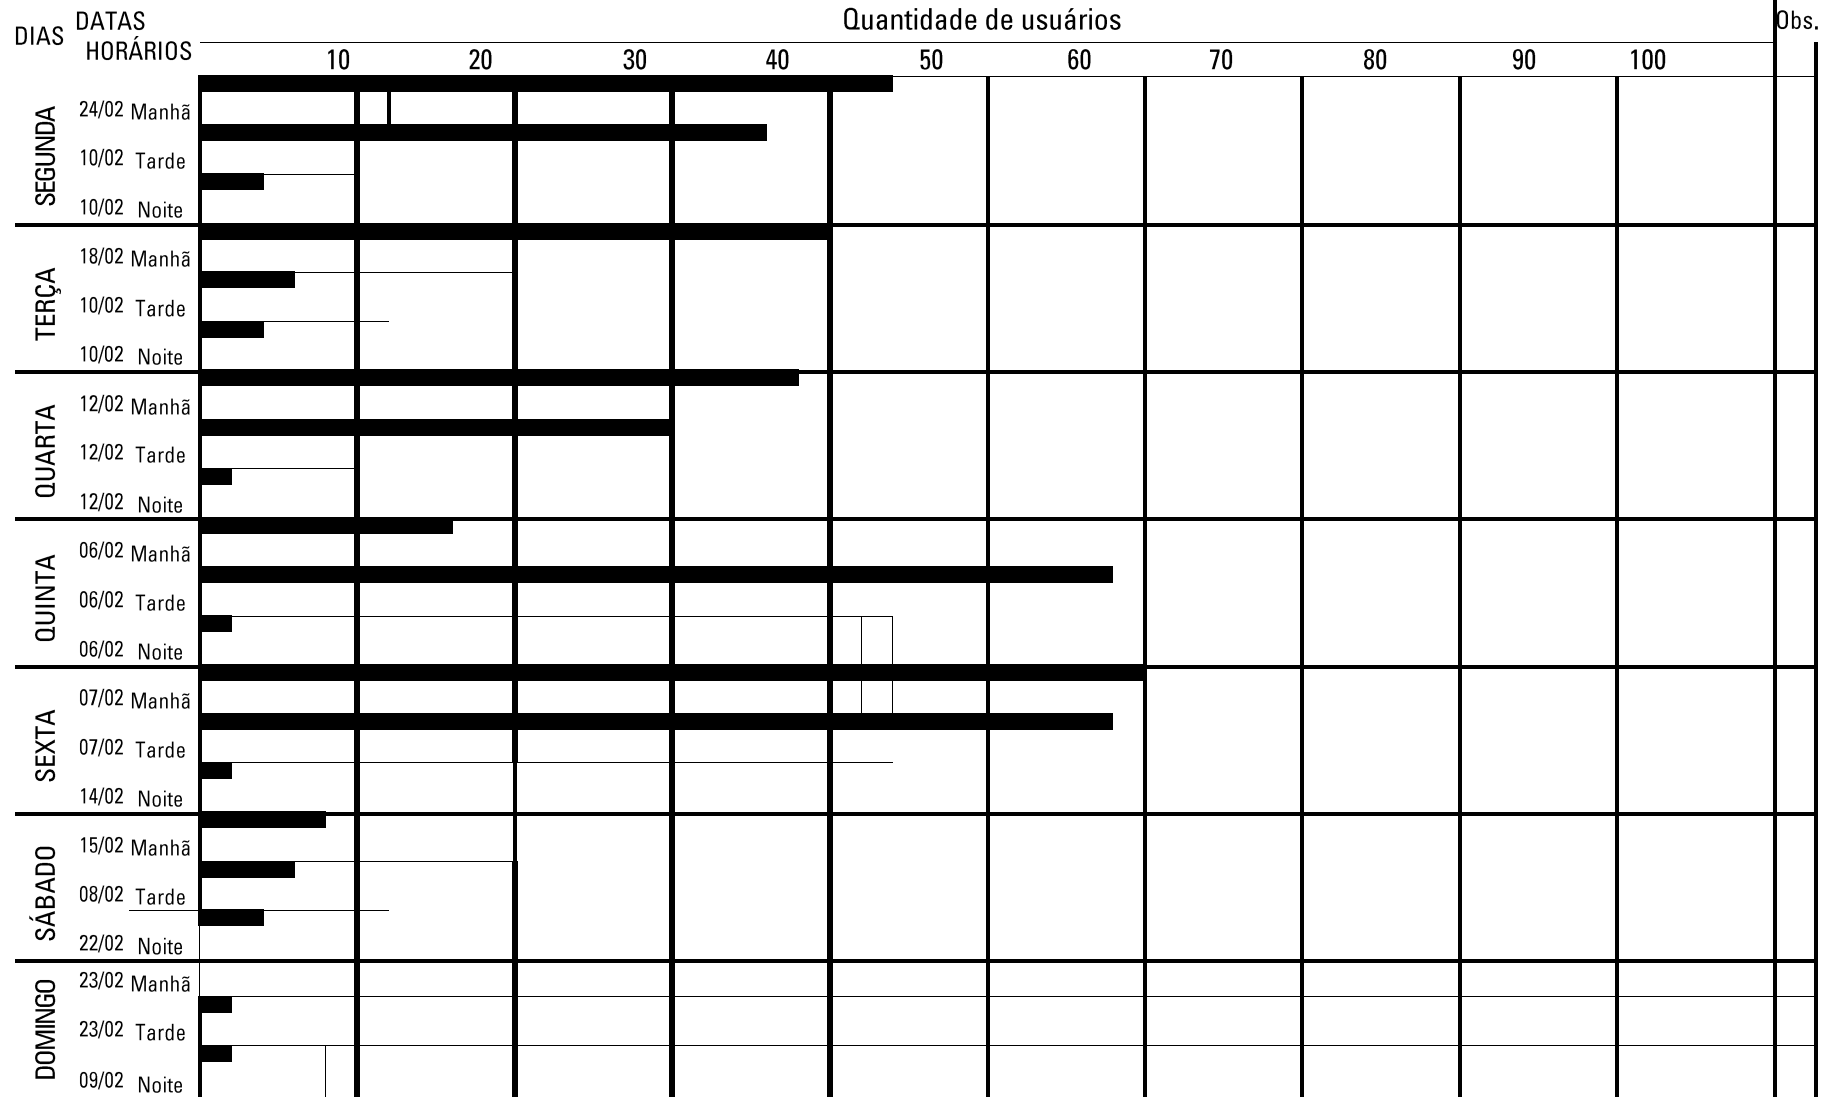 DIAS DATAS HORÁRIOS Quantidade de usuários Obs.
10 20 30 40 50 60 70 80 90 100
SEGUNDA
24/02 Manhã
10/02 Tarde
10/02 Noite
TERÇA
18/02 Manhã
10/02 Tarde
10/02 Noite
QUARTA
12/02 Manhã
12/02 Tarde
12/02 Noite
QUINTA
06/02 Manhã
06/02 Tarde
06/02 Noite
SEXTA
07/02 Manhã
07/02 Tarde
14/02 Noite
SÁBADO
15/02 Manhã
08/02 Tarde
22/02 Noite
DOMINGO
23/02 Manhã
23/02 Tarde
09/02 Noite